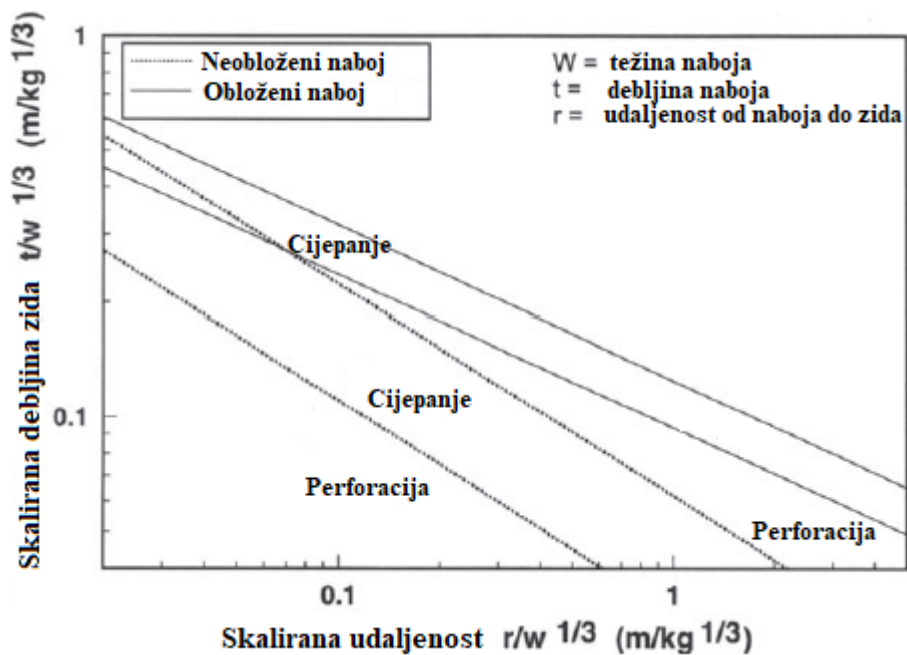 1
Neobloženi naboj
Obloženi naboj
W = težina naboja
t = debljina naboja
r = udaljenost od naboja do zida
Skalirana debljina zida t/w 1/3 (m/kg 1/3)
Cijepanje
Cijepanje
0.1
Perforacija
Perforacija
0.1 1
Skalirana udaljenost r/w 1/3 (m/kg 1/3)